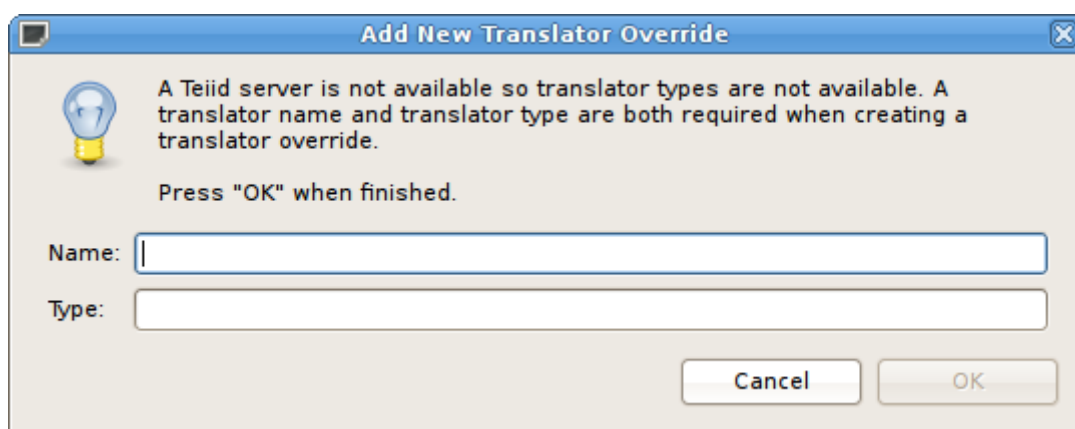 Add New Translator Override
A Teiid server is not available so translator types are not available. A
translator name and translator type are both required when creating a
translator override.
Press "OK" when finished.
Name:
Type:
Cancel
OK